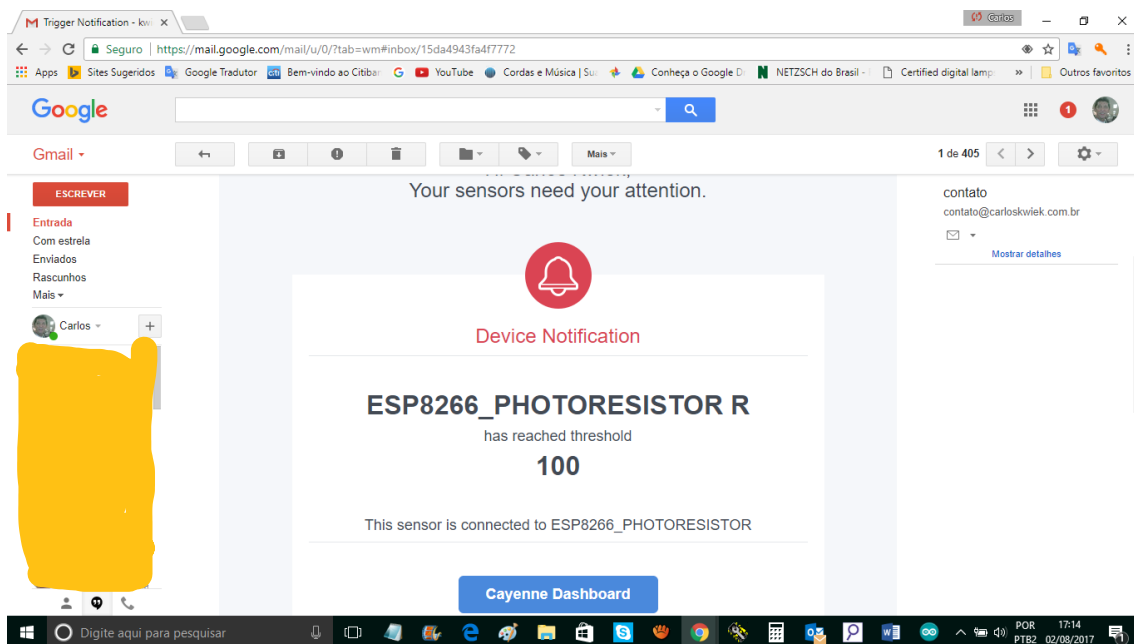 Trigger Notification - kwi
Carlos
Seguro
https://mail.google.com/mail/u/0/?tab=wm#inbox/15da4943fa4f7772
Apps
Sites Sugeridos
Google Tradutor
citi
Bem-vindo ao Citibar
G
YouTube
Cordas e Música | Su
Conheça o Google D
N
NETZSCH do Brasil -
Certified digital lamp
»
Outros favoritos
Google
1
Gmail
Mais
1 de 405
ESCREVER
Entrada
Com estrela
Enviados
Rascunhos
Mais
Carlos
+
Your sensors need your attention.
Device Notification
ESP8266_PHOTORESISTOR R
has reached threshold
100
This sensor is connected to ESP8266_PHOTORESISTOR
Cayenne Dashboard
contato
contato@carloskwiek.com.br
Mostrar detalhes
Digite aqui para pesquisar
POR
PTB2
17:14
02/08/2017